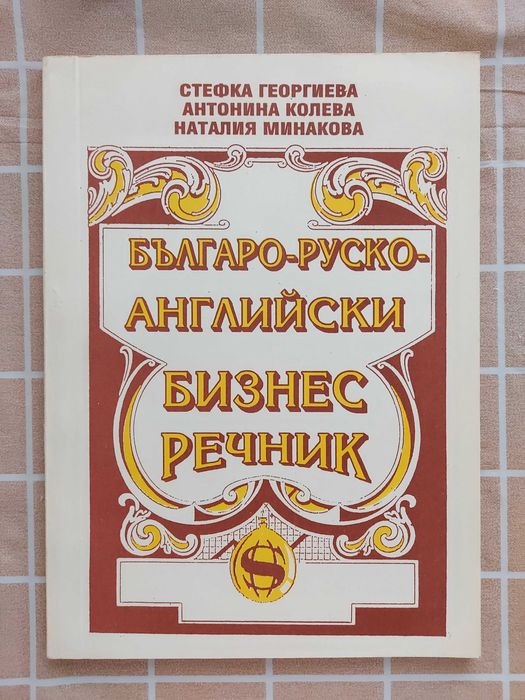 СТЕФКА ГЕОРГИЕВА
АНТОНИНА КОЛЕВА
НАТАЛИЯ МИНАКОВА
БЪЛГАРО-РУСКО-
АНГЛИЙСКИ
БИЗНЕС
РЕЧНИК